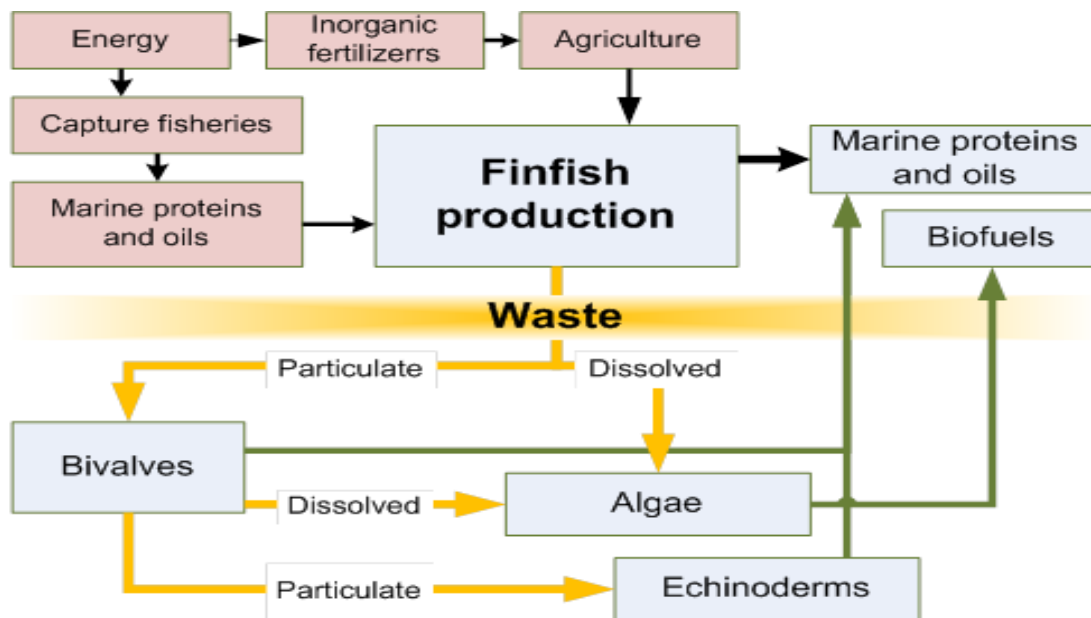 Energy
Inorganic
fertilizerrs
Agriculture
Capture fisheries
Marine proteins
and oils
Finfish
production
Marine proteins
and oils
Biofuels
Waste
Particulate
Dissolved
Bivalves
Dissolved
Algae
Particulate
Echinoderms